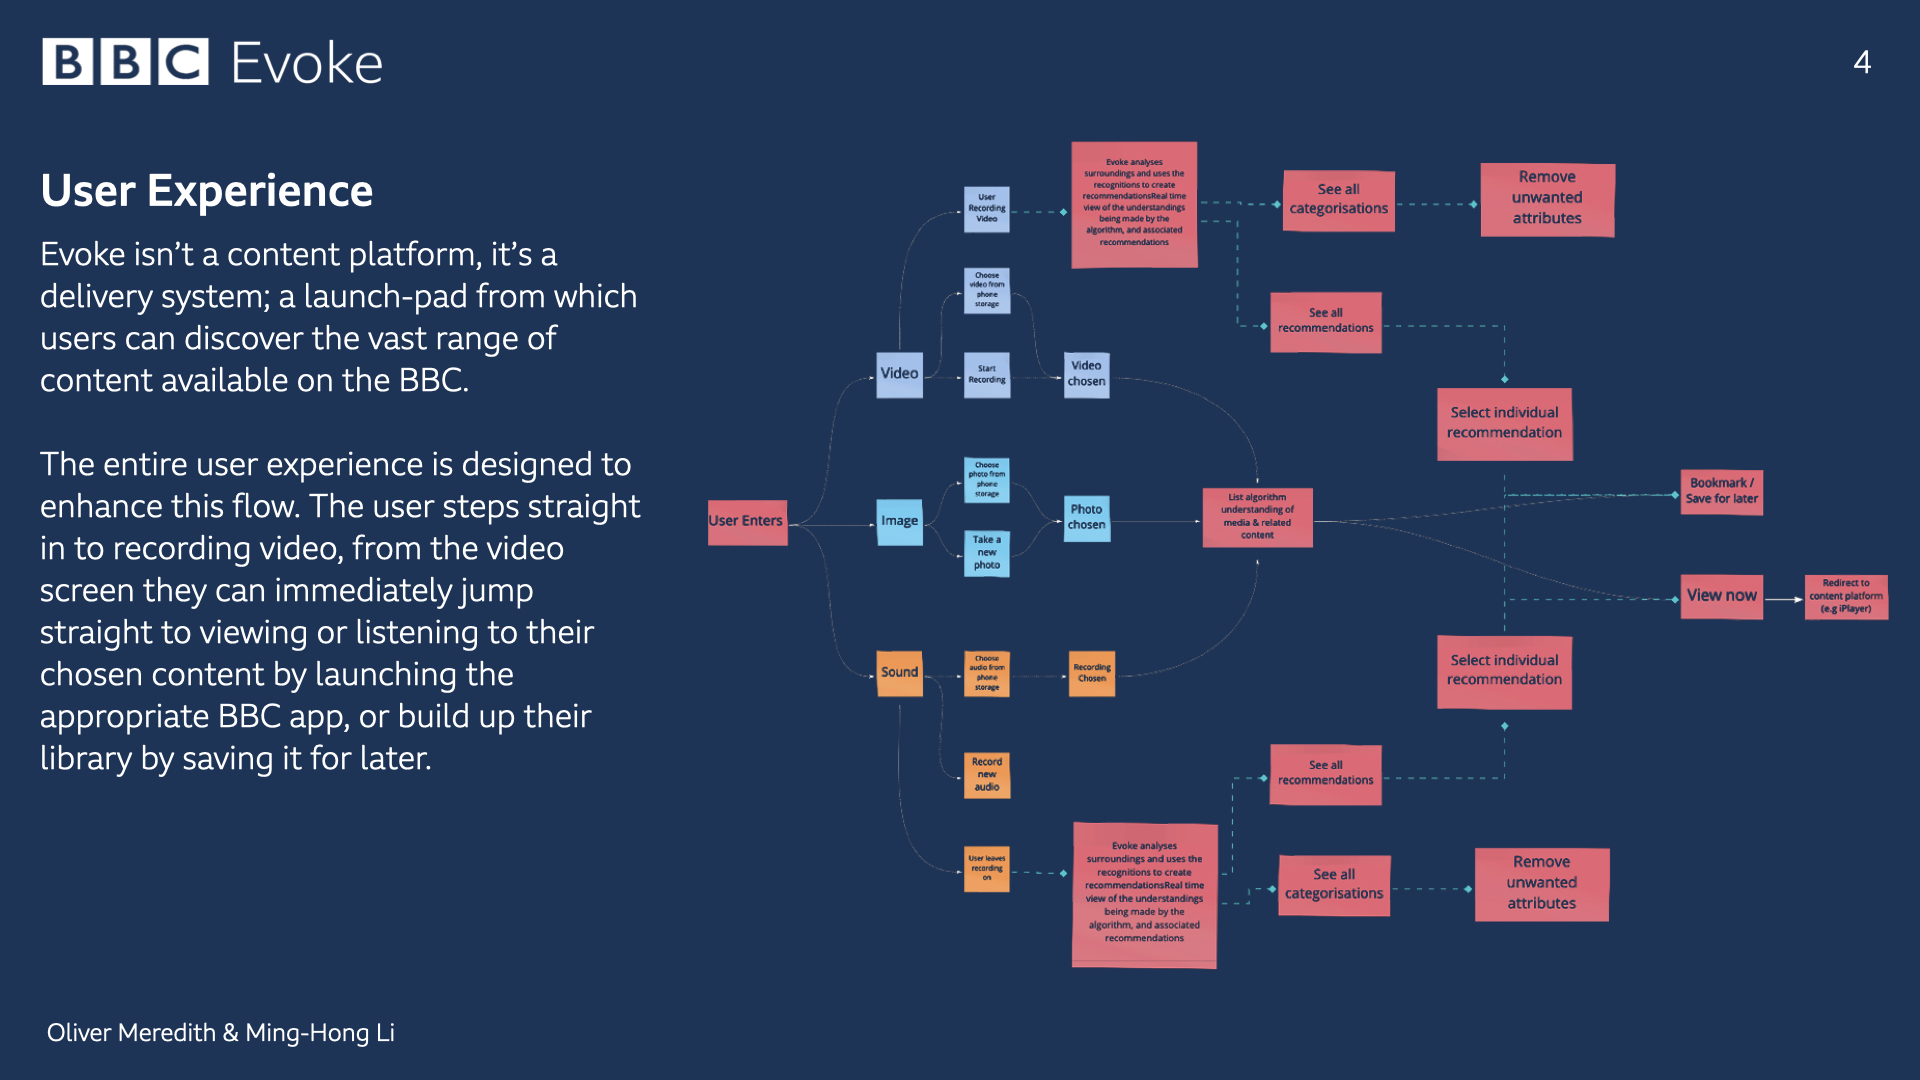 BBC Evoke
4
User Experience
Evoke isn’t a content platform, it’s a
delivery system; a launch-pad from which
users can discover the vast range of
content available on the BBC.
The entire user experience is designed to
enhance this flow. The user steps straight
in to recording video, from the video
screen they can immediately jump
straight to viewing or listening to their
chosen content by launching the
appropriate BBC app, or build up their
library by saving it for later.
User Enters
Video
User
Recording
Video
Choose
video from
phone
storage
Start
Recording
Video
chosen
Image
Choose
photo from
phone
storage
Take a
new
photo
Photo
chosen
Sound
Choose
audio from
phone
storage
Recording
Chosen
Record
new
audio
User leaves
recording
on
Evoke analyses
surroundings and uses the
recognitions to create
recommendationsReal time
view of the understandings
being made by the
algorithm, and associated
recommendations
See all
categorisations
Remove
unwanted
attributes
See all
recommendations
Select individual
recommendation
List algorithm
understanding of
media & related
content
Bookmark /
Save for later
View now
Redirect to
content platform
(e.g iPlayer)
Select individual
recommendation
See all
recommendations
Evoke analyses
surroundings and uses the
recognitions to create
recommendationsReal time
view of the understandings
being made by the
algorithm, and associated
recommendations
See all
categorisations
Remove
unwanted
attributes
Oliver Meredith & Ming-Hong Li